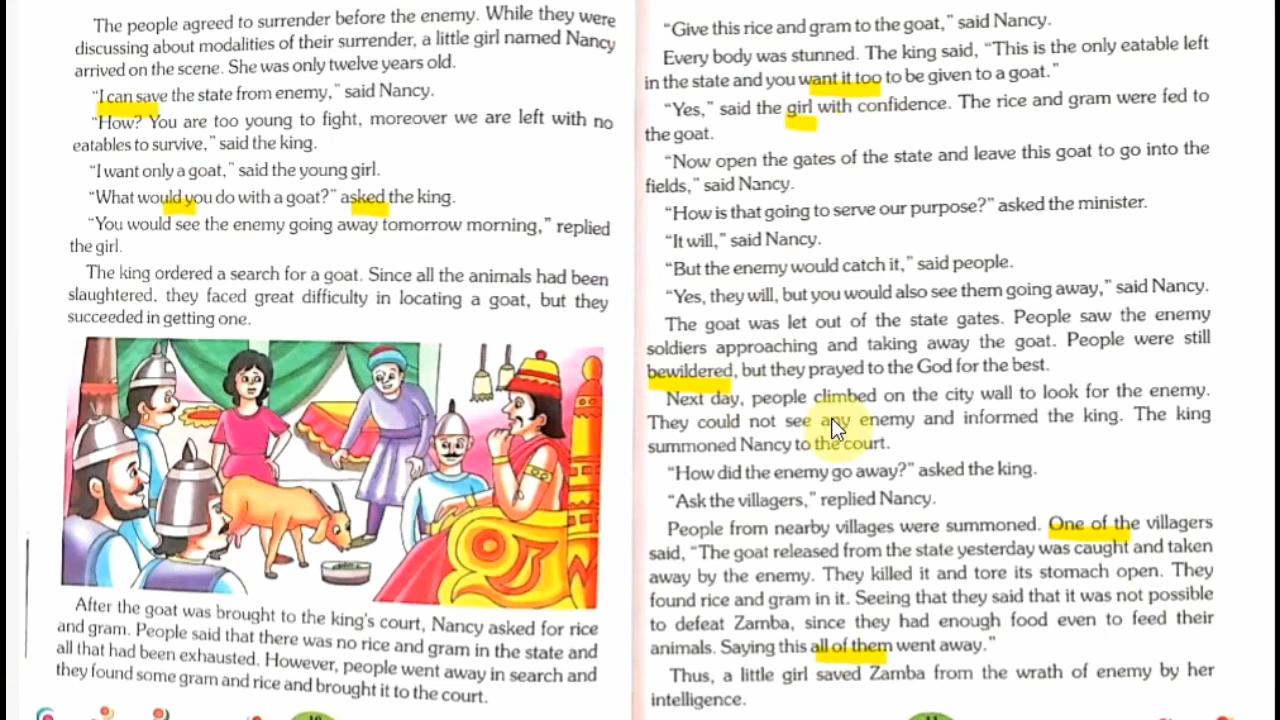 The people agreed to surrender before the enemy. While they were
discussing about modalities of their surrender, a little girl named Nancy
arrived on the scene. She was only twelve years old.
“I can save the state from enemy,” said Nancy.
“How? You are too young to fight, moreover we are left with no
eatables to survive,” said the king.
“I want only a goat,” said the young girl.
“What would you do with a goat?” asked the king.
“You would see the enemy going away tomorrow morning,” replied
the girl.
The king ordered a search for a goat. Since all the animals had been
slaughtered, they faced great difficulty in locating a goat, but they
succeeded in getting one.
After the goat was brought to the king's court, Nancy asked for rice
and gram. People said that there was no rice and gram in the state and
all that had been exhausted. However, people went away in search and
they found some gram and rice and brought it to the court.
“Give this rice and gram to the goat,” said Nancy.
Every body was stunned. The king said, “This is the only eatable left
in the state and you want it too to be given to a goat.”
“Yes,” said the girl with confidence. The rice and gram were fed to
the goat.
“Now open the gates of the state and leave this goat to go into the
fields,” said Nancy.
“How is that going to serve our purpose?” asked the minister.
“It will,” said Nancy.
“But the enemy would catch it,” said people.
“Yes, they will, but you would also see them going away,” said Nancy.
The goat was let out of the state gates. People saw the enemy
soldiers approaching and taking away the goat. People were still
bewildered, but they prayed to the God for the best.
Next day, people climbed on the city wall to look for the enemy.
They could not see any enemy and informed the king. The king
summoned Nancy to the court.
“How did the enemy go away?” asked the king.
“Ask the villagers,” replied Nancy.
People from nearby villages were summoned. One of the villagers
said, “The goat released from the state yesterday was caught and taken
away by the enemy. They killed it and tore its stomach open. They
found rice and gram in it. Seeing that they said that it was not possible
to defeat Zamba, since they had enough food even to feed their
animals. Saying this all of them went away.”
Thus, a little girl saved Zamba from the wrath of enemy by her
intelligence.